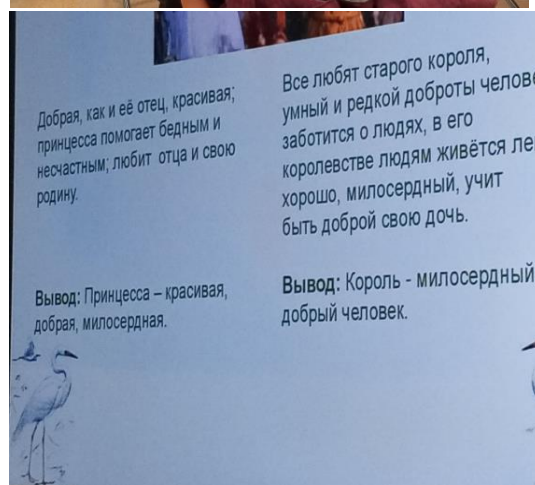 Добрая, как и её отец, красивая;
принцесса помогает бедным и
несчастным; любит отца и свою
родину.
Вывод: Принцесса – красивая,
добрая, милосердная.
Все любят старого короля,
умный и редкой доброты
заботится о людях, в его
королевстве людям живётся
хорошо, милосердный, учит
быть доброй свою дочь.
Вывод: Король - милосердный
добрый человек.